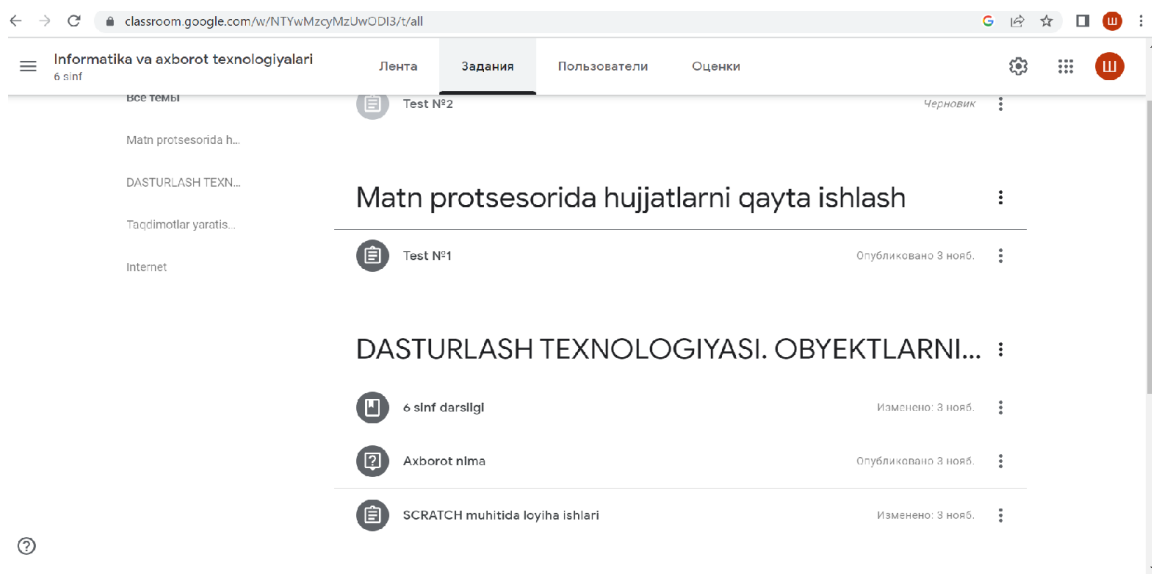 classroom.google.com/w/NTYwMzcyMzUwODI3/t/all
Ш
Informatika va axborot texnologiyalari
6 sinf
Лента
Задания
Пользователи
Оценки
Ш
Все темы
Matn protsesorida h...
DASTURLASH TEXN...
Taqdimotlar yaratis...
Internet
Test №2
Черновик
Matn protsesorida hujjatlarni qayta ishlash
Test №1
Опубликовано 3 нояб.
DASTURLASH TEXNOLOGIYASI. OBYEKTLARNI...
6 sinf darsligi
Изменено: 3 нояб.
Axborot nima
Опубликовано 3 нояб.
SCRATCH muhitida loyiha ishlari
Изменено: 3 нояб.